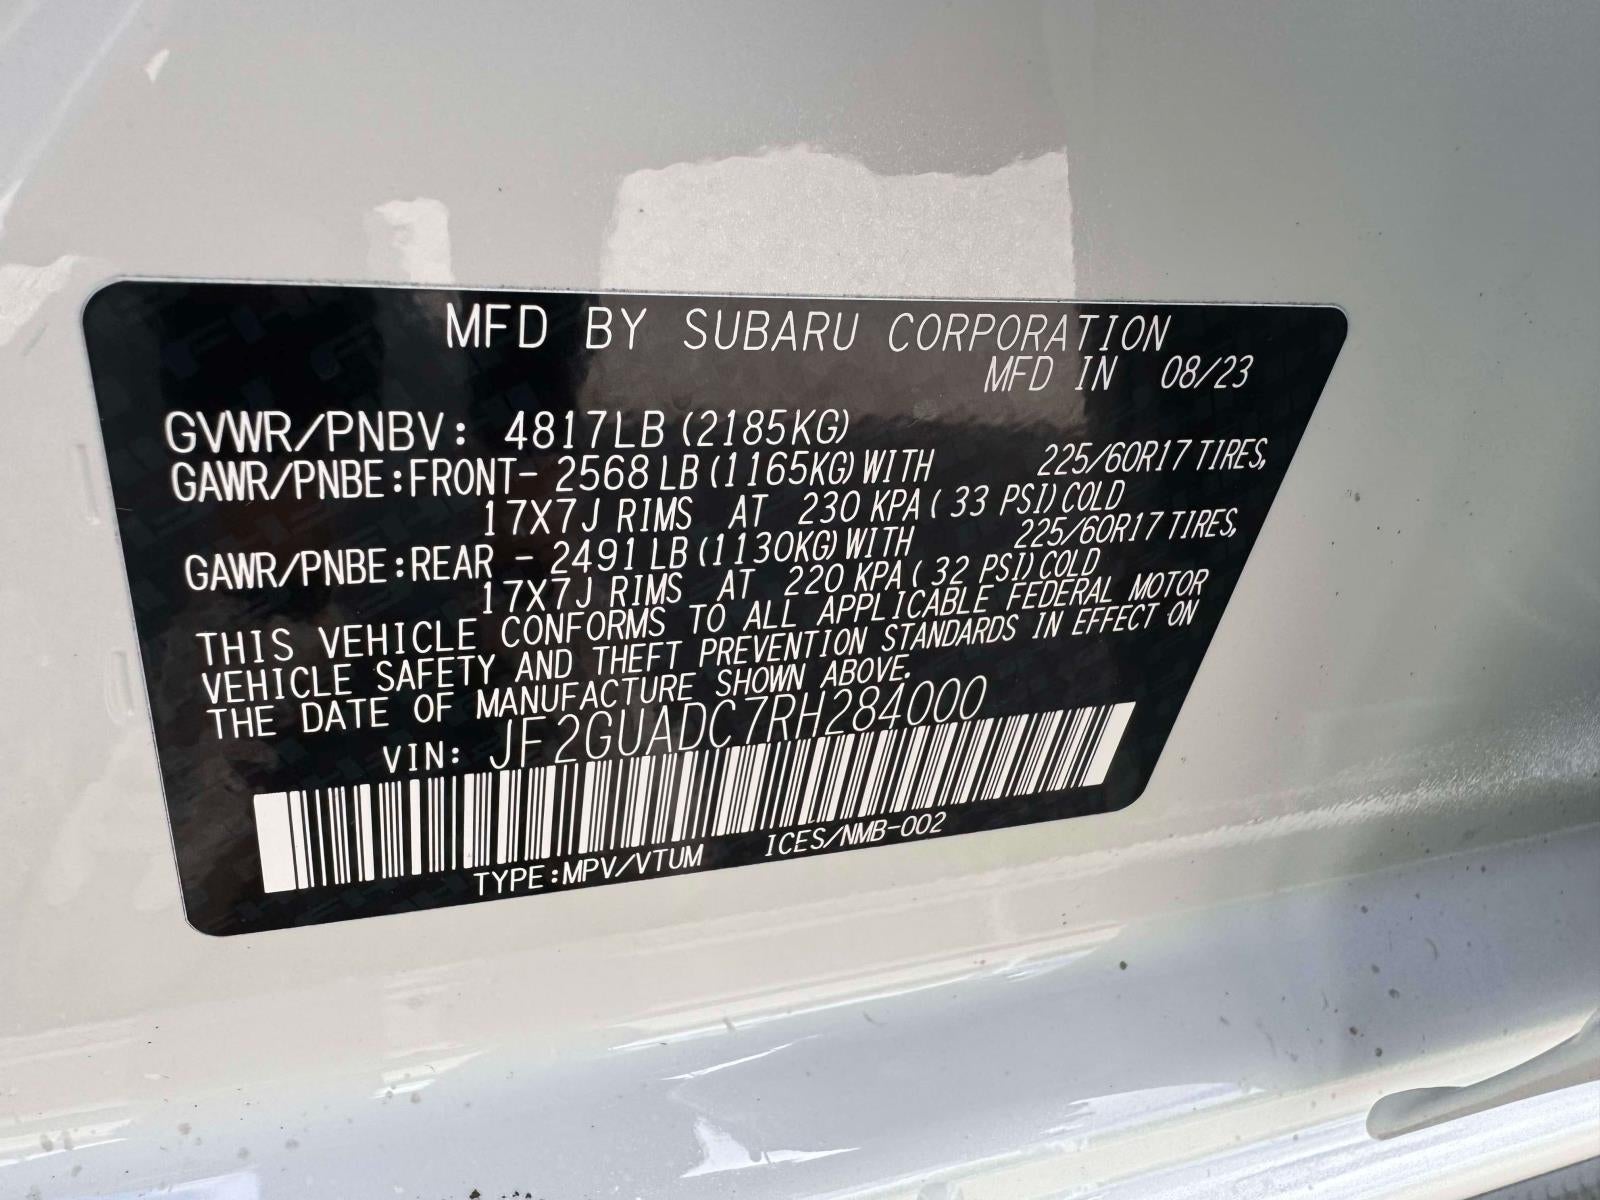 MFD BY SUBARU CORPORATION
MFD IN 08/23
GVWR/PNBV: 4817LB (2185KG)
GAWR/PNBE:FRONT- 2568 LB (1165KG) WITH 225/60R17 TIRES,
17X7J RIMS AT 230 KPA ( 33 PSI) COLD
GAWR/PNBE:REAR - 2491 LB (1130KG) WITH 225/60R17 TIRES,
17X7J RIMS AT 220 KPA ( 32 PSI) COLD
THIS VEHICLE CONFORMS TO ALL APPLICABLE FEDERAL MOTOR
VEHICLE SAFETY AND THEFT PREVENTION STANDARDS IN EFFECT ON
THE DATE OF MANUFACTURE SHOWN ABOVE.
VIN: JF2GUADC7RH284000
TYPE:MPV/VTUM ICES/NMB-002